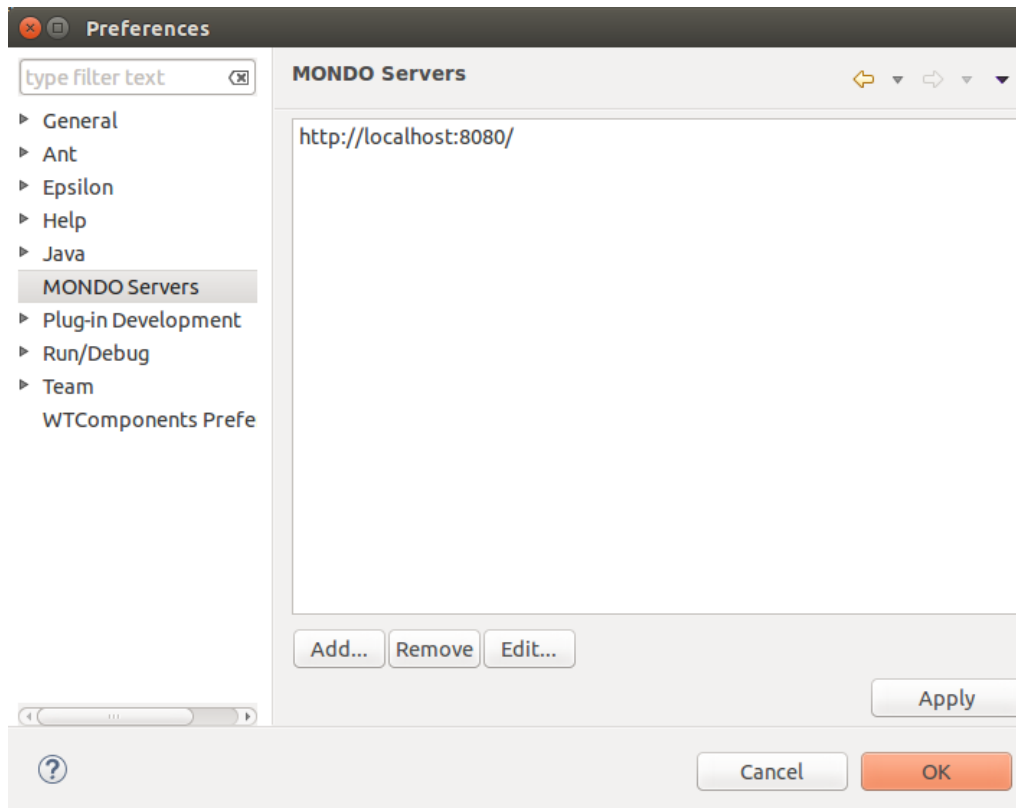 Preferences
type filter text
MONDO Servers
General
Ant
Epsilon
Help
Java
MONDO Servers
Plug-in Development
Run/Debug
Team
WTComponents Prefe
http://localhost:8080/
Add... Remove Edit...
Apply
Cancel OK